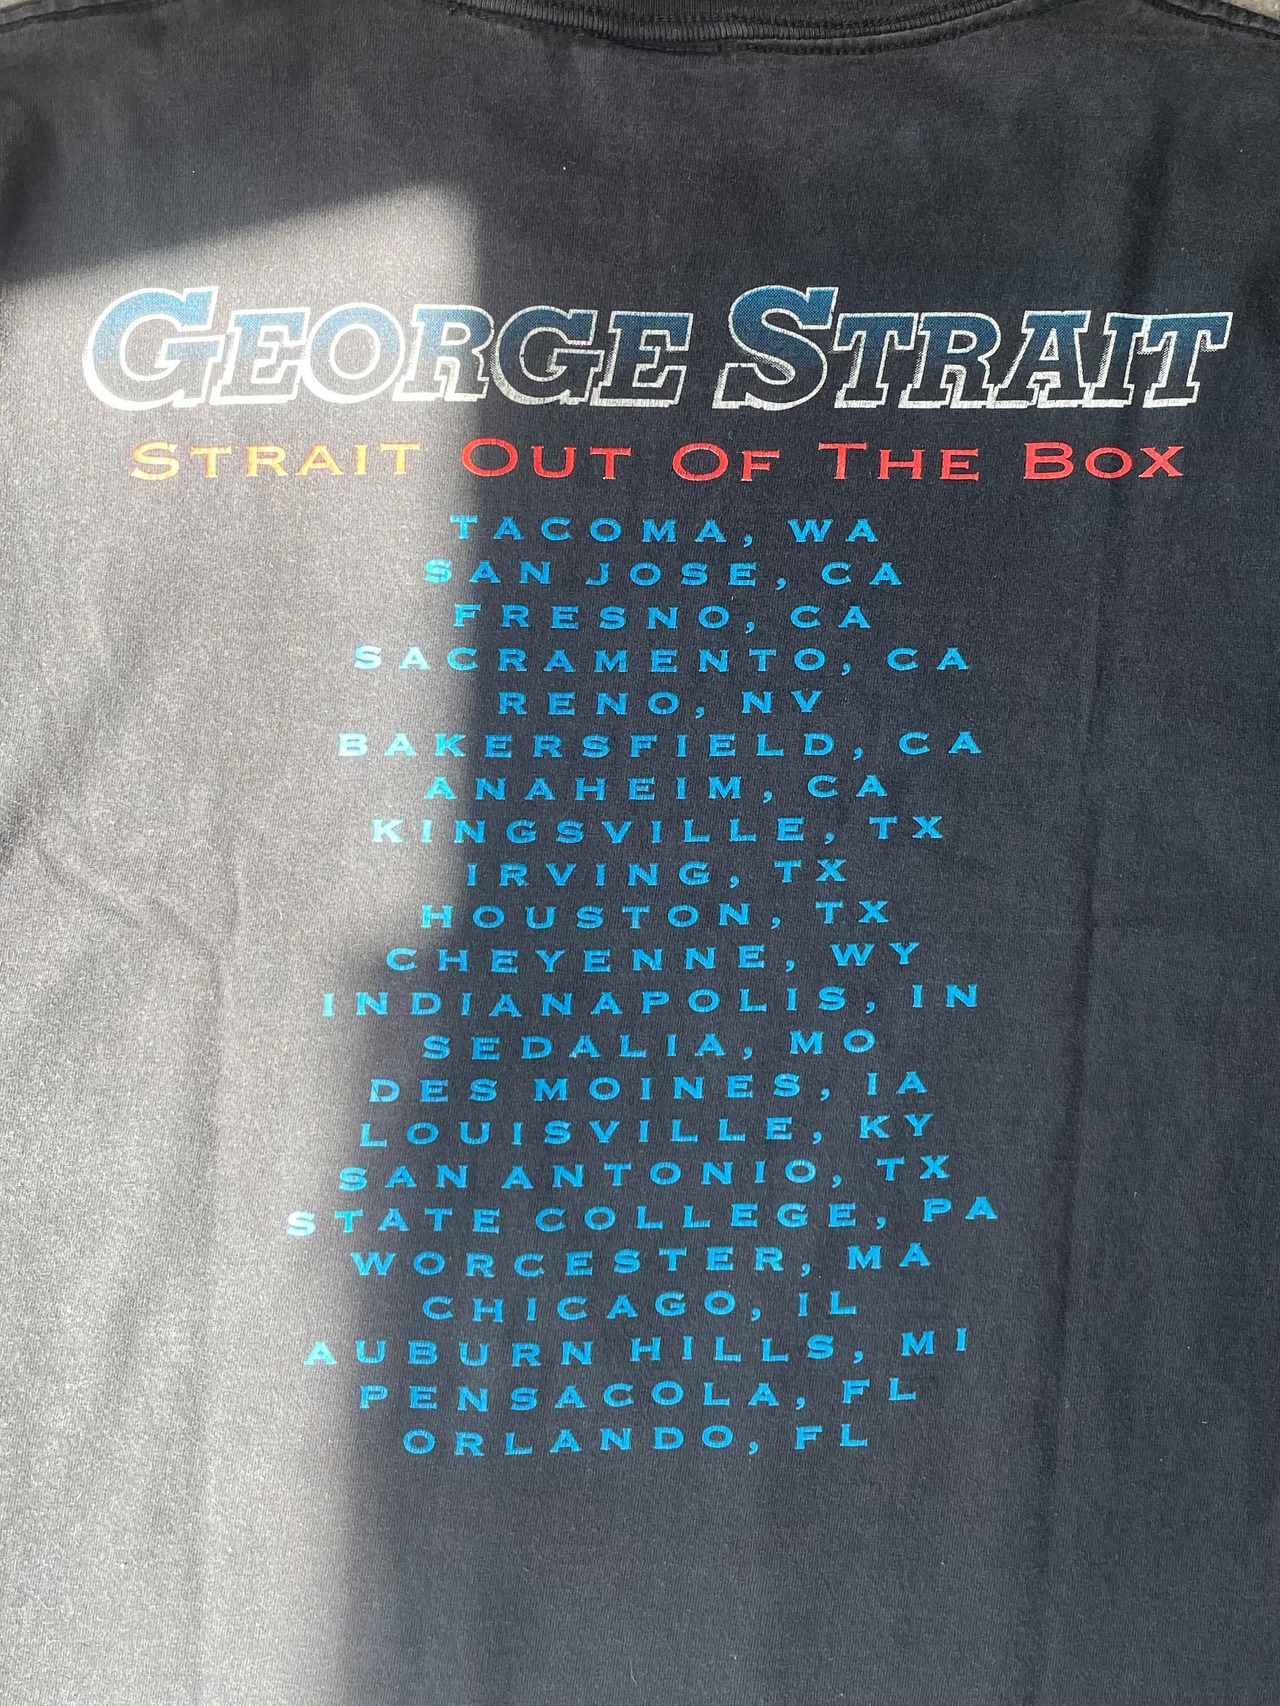 GEORGE STRAIT
STRAIT OUT OF THE BOX
TACOMA, WA
SAN JOSE, CA
FRESNO, CA
SACRAMENTO, CA
RENO, NV
BAKERSFIELD, CA
ANAHEIM, CA
KINGSVILLE, TX
IRVING, TX
HOUSTON, TX
CHEYENNE, WY
INDIANAPOLIS, IN
SEDALIA, MO
DES MOINES, IA
LOUISVILLE, KY
SAN ANTONIO, TX
STATE COLLEGE, PA
WORCESTER, MA
CHICAGO, IL
AUBURN HILLS, MI
PENSACOLA, FL
ORLANDO, FL